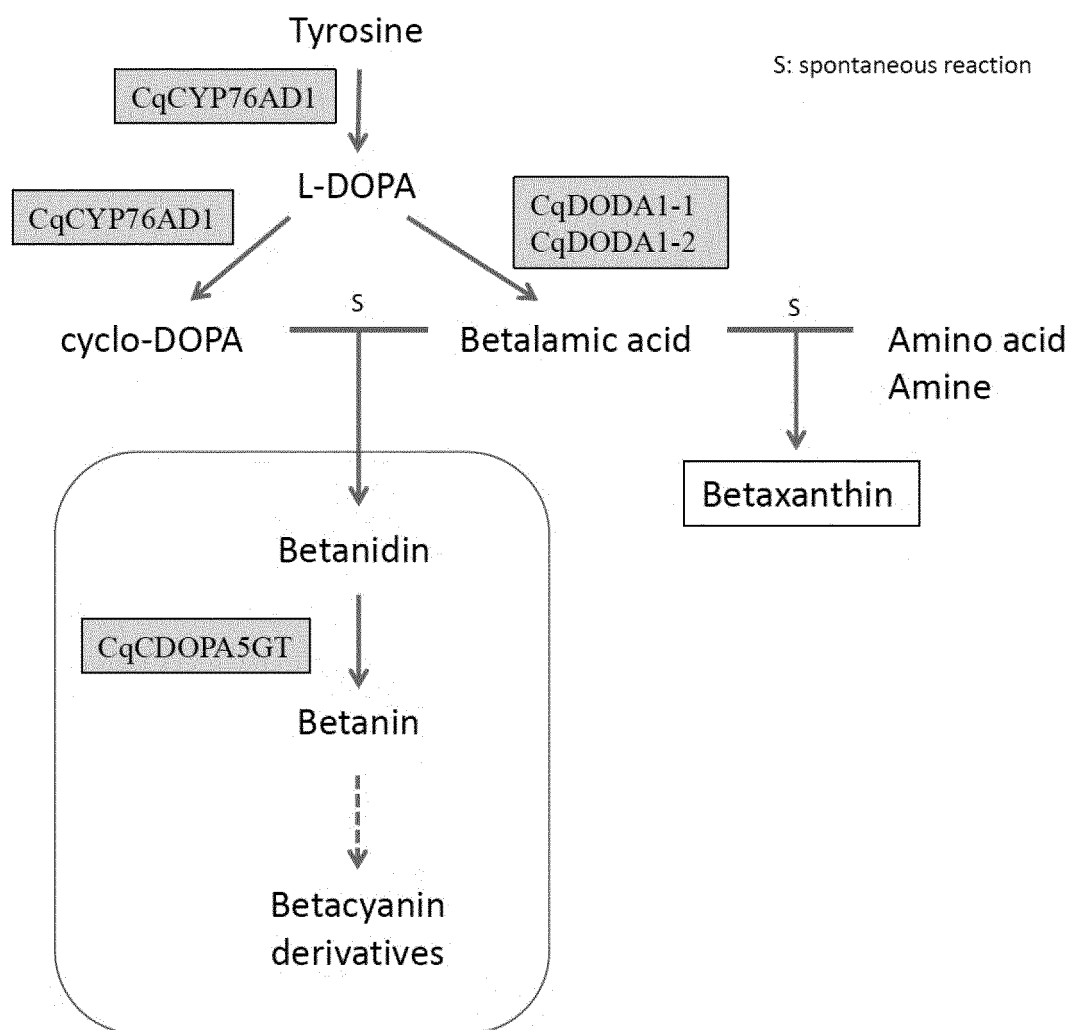 Tyrosine
S: spontaneous reaction
CqCYP76AD1
L-DOPA
CqCYP76AD1
CqDODA1-1
CqDODA1-2
S
S
cyclo-DOPA
Betalamic acid
Amino acid
Amine
Betaxanthin
Betanidin
CqCDOPA5GT
Betanin
Betacyanin
derivatives